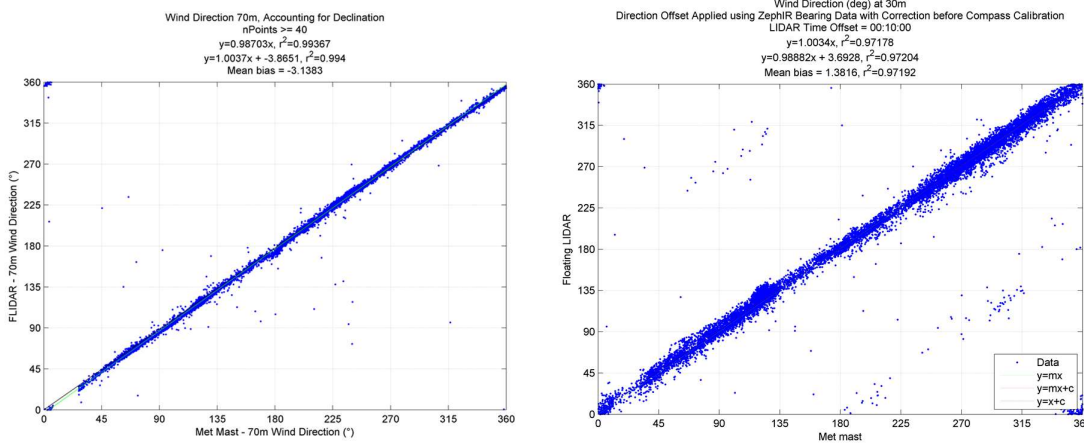 Wind Direction 70m, Accounting for Declination
nPoints >= 40
y=0.98703x, r²=0.99367
y=1.0037x + -3.8651, r²=0.994
Mean bias = -3.1383
360
315
270
225
180
135
90
45
0
FLIDAR - 70m Wind Direction (°)
0 45 90 135 180 225 270 315 360
Met Mast - 70m Wind Direction (°)
Wind Direction (deg) at 30m
Direction Offset Applied using ZephIR Bearing Data with Correction before Compass Calibration
LIDAR Time Offset = 00:10:00
y=1.0034x, r²=0.97178
y=0.98882x + 3.6928, r²=0.97204
Mean bias = 1.3816, r²=0.97192
360
315
270
225
180
135
90
45
0
Floating LIDAR
0 45 90 135 180 225 270 315 360
Met mast
Data
y=mx
y=mx+c
y=x+c